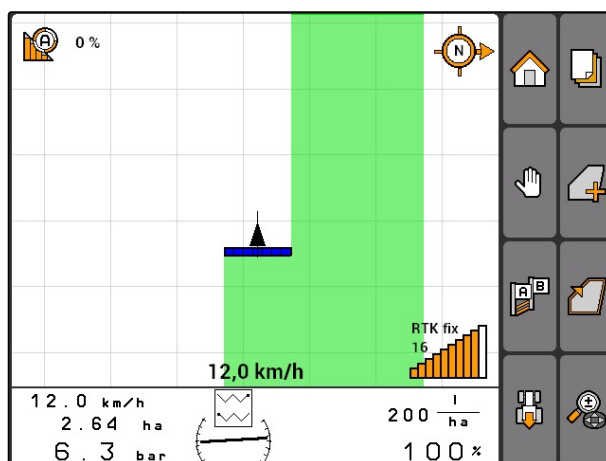 A 0 %
N
RTK fix
16
12,0 km/h
A B
12.0 km/h
2.64 ha
6.3 bar
200 l/ha
100 %